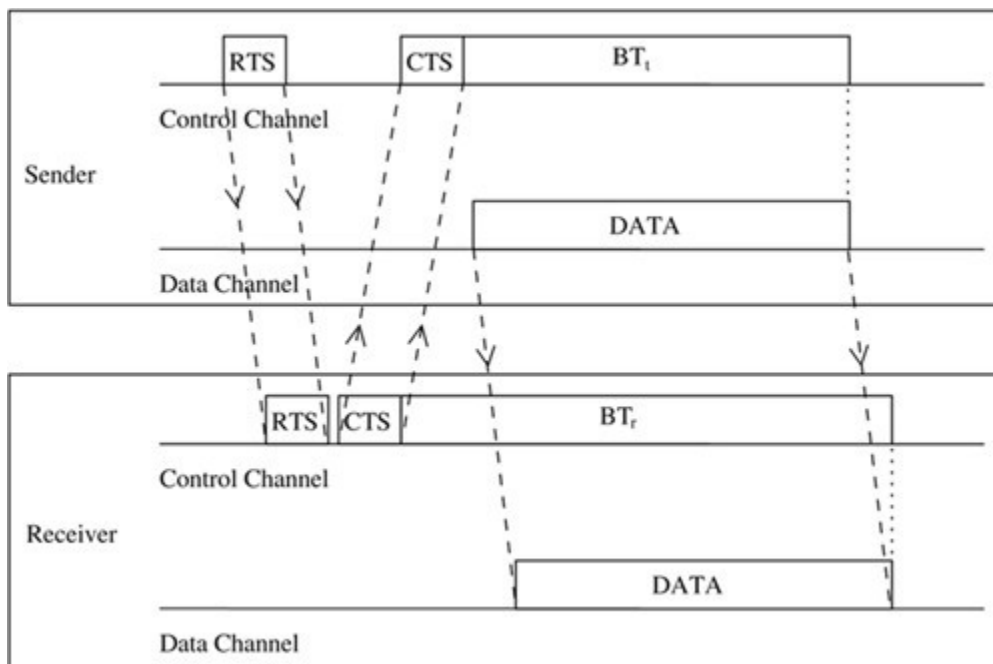 RTS CTS BTt
Control Channel
Sender
DATA
Data Channel
RTS CTS BTr
Control Channel
Receiver
DATA
Data Channel